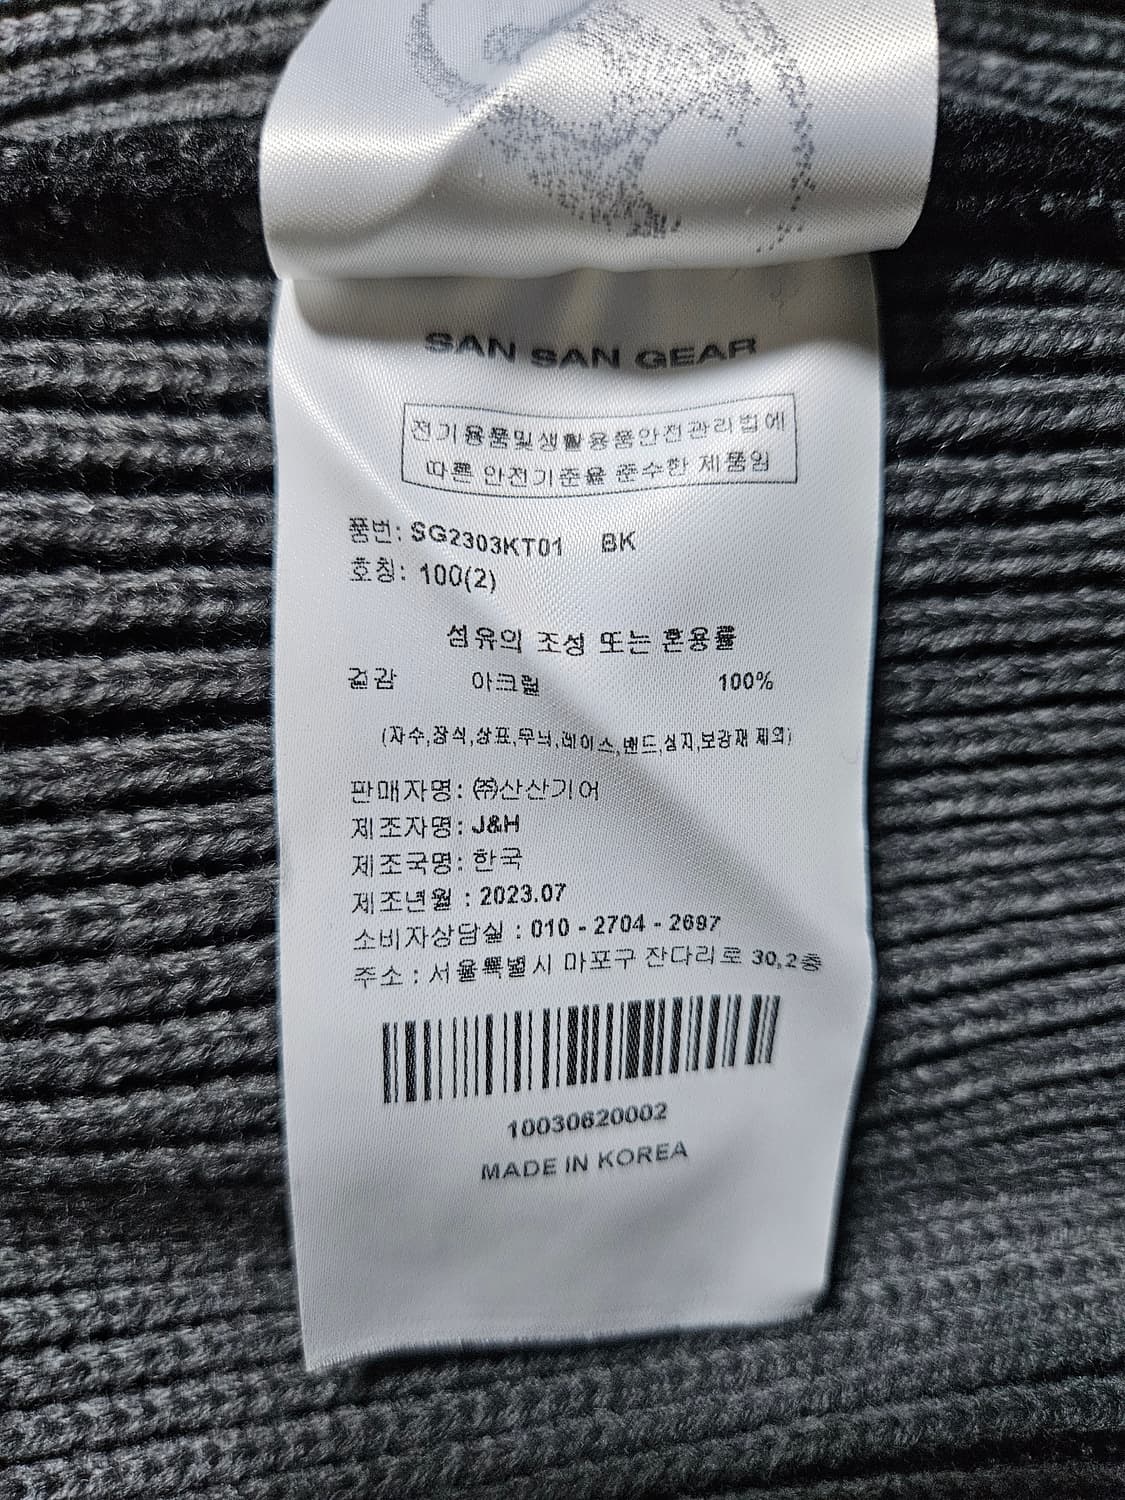 SAN SAN GEAR
전기용품및생활용품안전관리법에
따른 안전기준을 준수한 제품임
품번: SG2303KT01 BK
호칭: 100(2)
섬유의 조성 또는 혼용률
겉감 아크릴 100%
(자수,장식,상표,무늬,레이스,밴드,심지,보강재 제외)
판매자명: ㈜산산기어
제조자명: J&H
제조국명: 한국
제조년월 : 2023.07
소비자상담실 : 010 - 2704 - 2697
주소 : 서울특별시 마포구 잔다리로 30,2층
10030620002
MADE IN KOREA